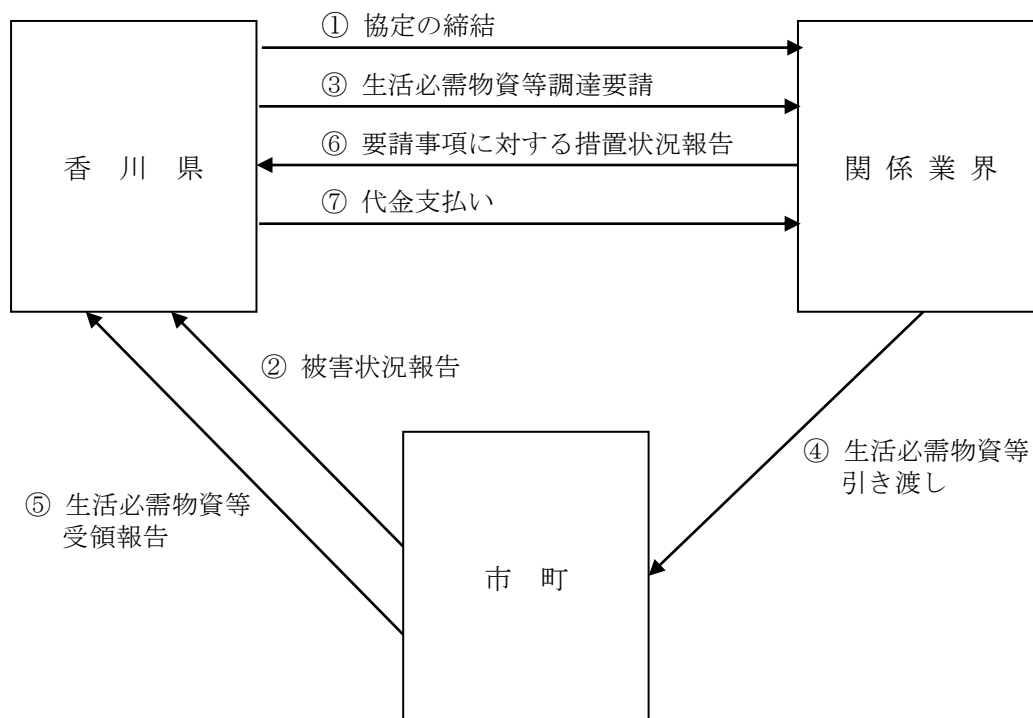 ① 協定の締結
③ 生活必需物資等調達要請
⑥ 要請事項に対する措置状況報告
⑦ 代金支払い
香川県
関係業界
② 被害状況報告
④ 生活必需物資等
引き渡し
⑤ 生活必需物資等
受領報告
市町